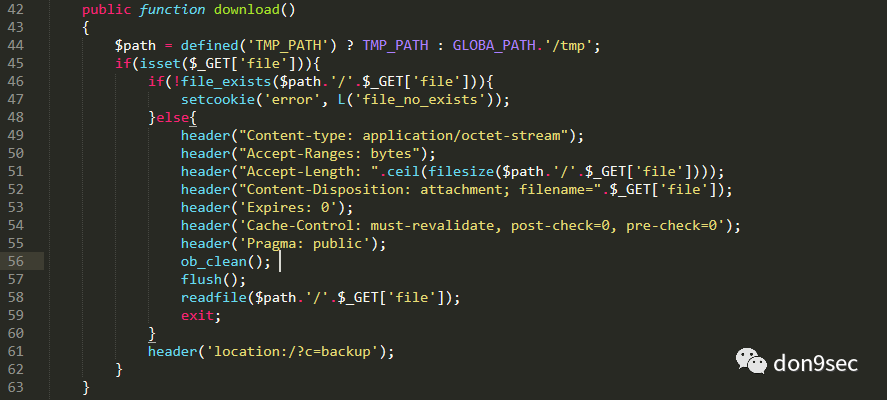 42 public function download()
43 {
44 $path = defined('TMP_PATH') ? TMP_PATH : GLOBA_PATH.'/tmp';
45 if(isset($_GET['file'])){
46 if(!file_exists($path.'/'.$_GET['file'])){
47 setcookie('error', L('file_no_exists'));
48 }else{
49 header("Content-type: application/octet-stream");
50 header("Accept-Ranges: bytes");
51 header("Accept-Length: ".ceil(filesize($path.'/'.$_GET['file'])));
52 header("Content-Disposition: attachment; filename=".$_GET['file']);
53 header('Expires: 0');
54 header('Cache-Control: must-revalidate, post-check=0, pre-check=0');
55 header('Pragma: public');
56 ob_clean();
57 flush();
58 readfile($path.'/'.$_GET['file']);
59 exit;
60 }
61 header('location:/?c=backup');
62 }
63 }
don9sec